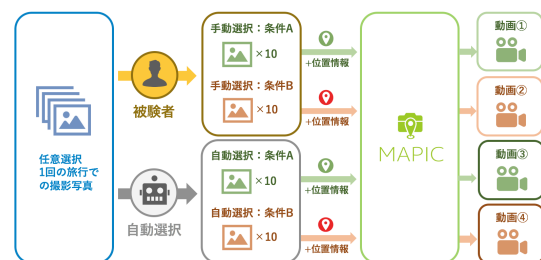 任意選択
1回の旅行で
の撮影写真
被験者
自動選択
手動選択：条件A
×10
手動選択：条件B
×10
自動選択：条件A
×10
自動選択：条件B
×10
+位置情報
+位置情報
+位置情報
+位置情報
MAPIC
動画①
動画②
動画③
動画④